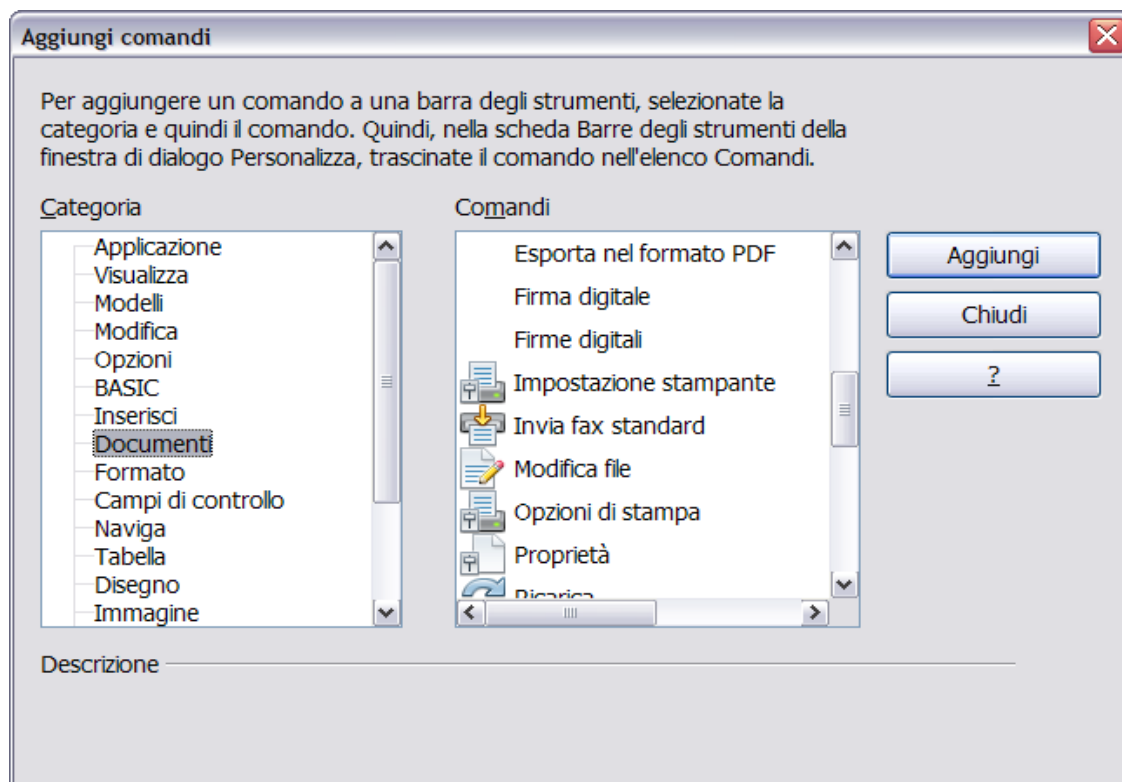 Aggiungi comandi
Per aggiungere un comando a una barra degli strumenti, selezionate la
categoria e quindi il comando. Quindi, nella scheda Barre degli strumenti della
finestra di dialogo Personalizza, trascinate il comando nell'elenco Comandi.
Categoria
Applicazione
Visualizza
Modelli
Modifica
Opzioni
BASIC
Inserisci
Documenti
Formato
Campi di controllo
Naviga
Tabella
Disegno
Immagine
Comandi
Esporta nel formato PDF
Firma digitale
Firme digitali
Impostazione stampante
Invia fax standard
Modifica file
Opzioni di stampa
Proprietà
Ricarica
Aggiungi
Chiudi
?
Descrizione